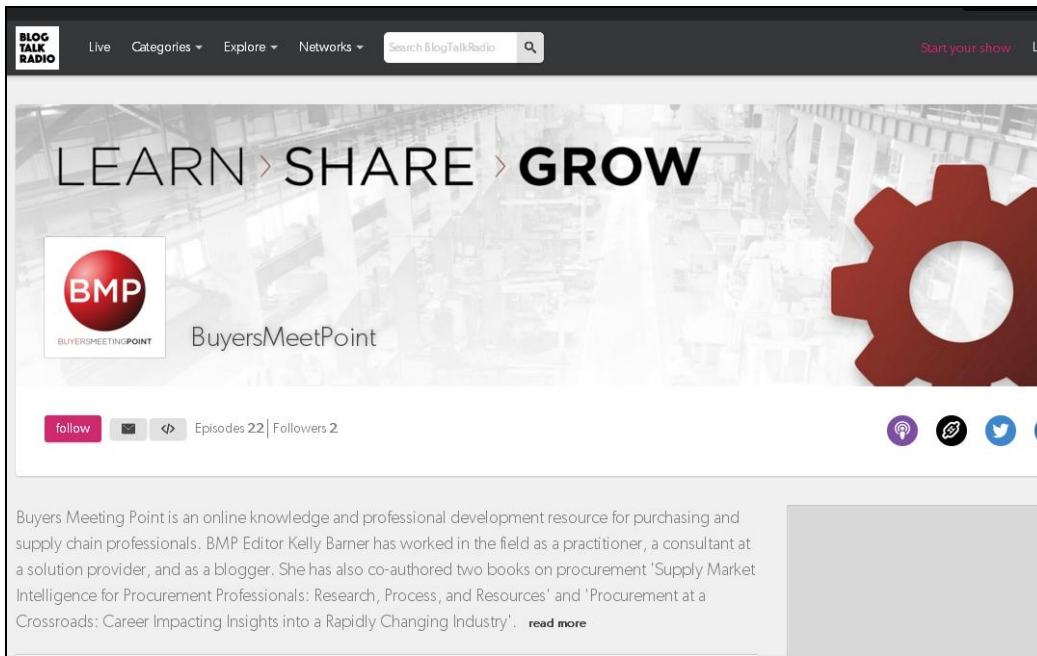 BLOG
TALK
RADIO
Live Categories Explore Networks Search BlogTalkRadio Start your show
LEARN › SHARE › GROW
BMP
BUYERSMEETINGPOINT
BuyersMeetPoint
follow </> Episodes 22 | Followers 2
Buyers Meeting Point is an online knowledge and professional development resource for purchasing and
supply chain professionals. BMP Editor Kelly Barner has worked in the field as a practitioner, a consultant at
a solution provider, and as a blogger. She has also co-authored two books on procurement 'Supply Market
Intelligence for Procurement Professionals: Research, Process, and Resources' and 'Procurement at a
Crossroads: Career Impacting Insights into a Rapidly Changing Industry'. read more